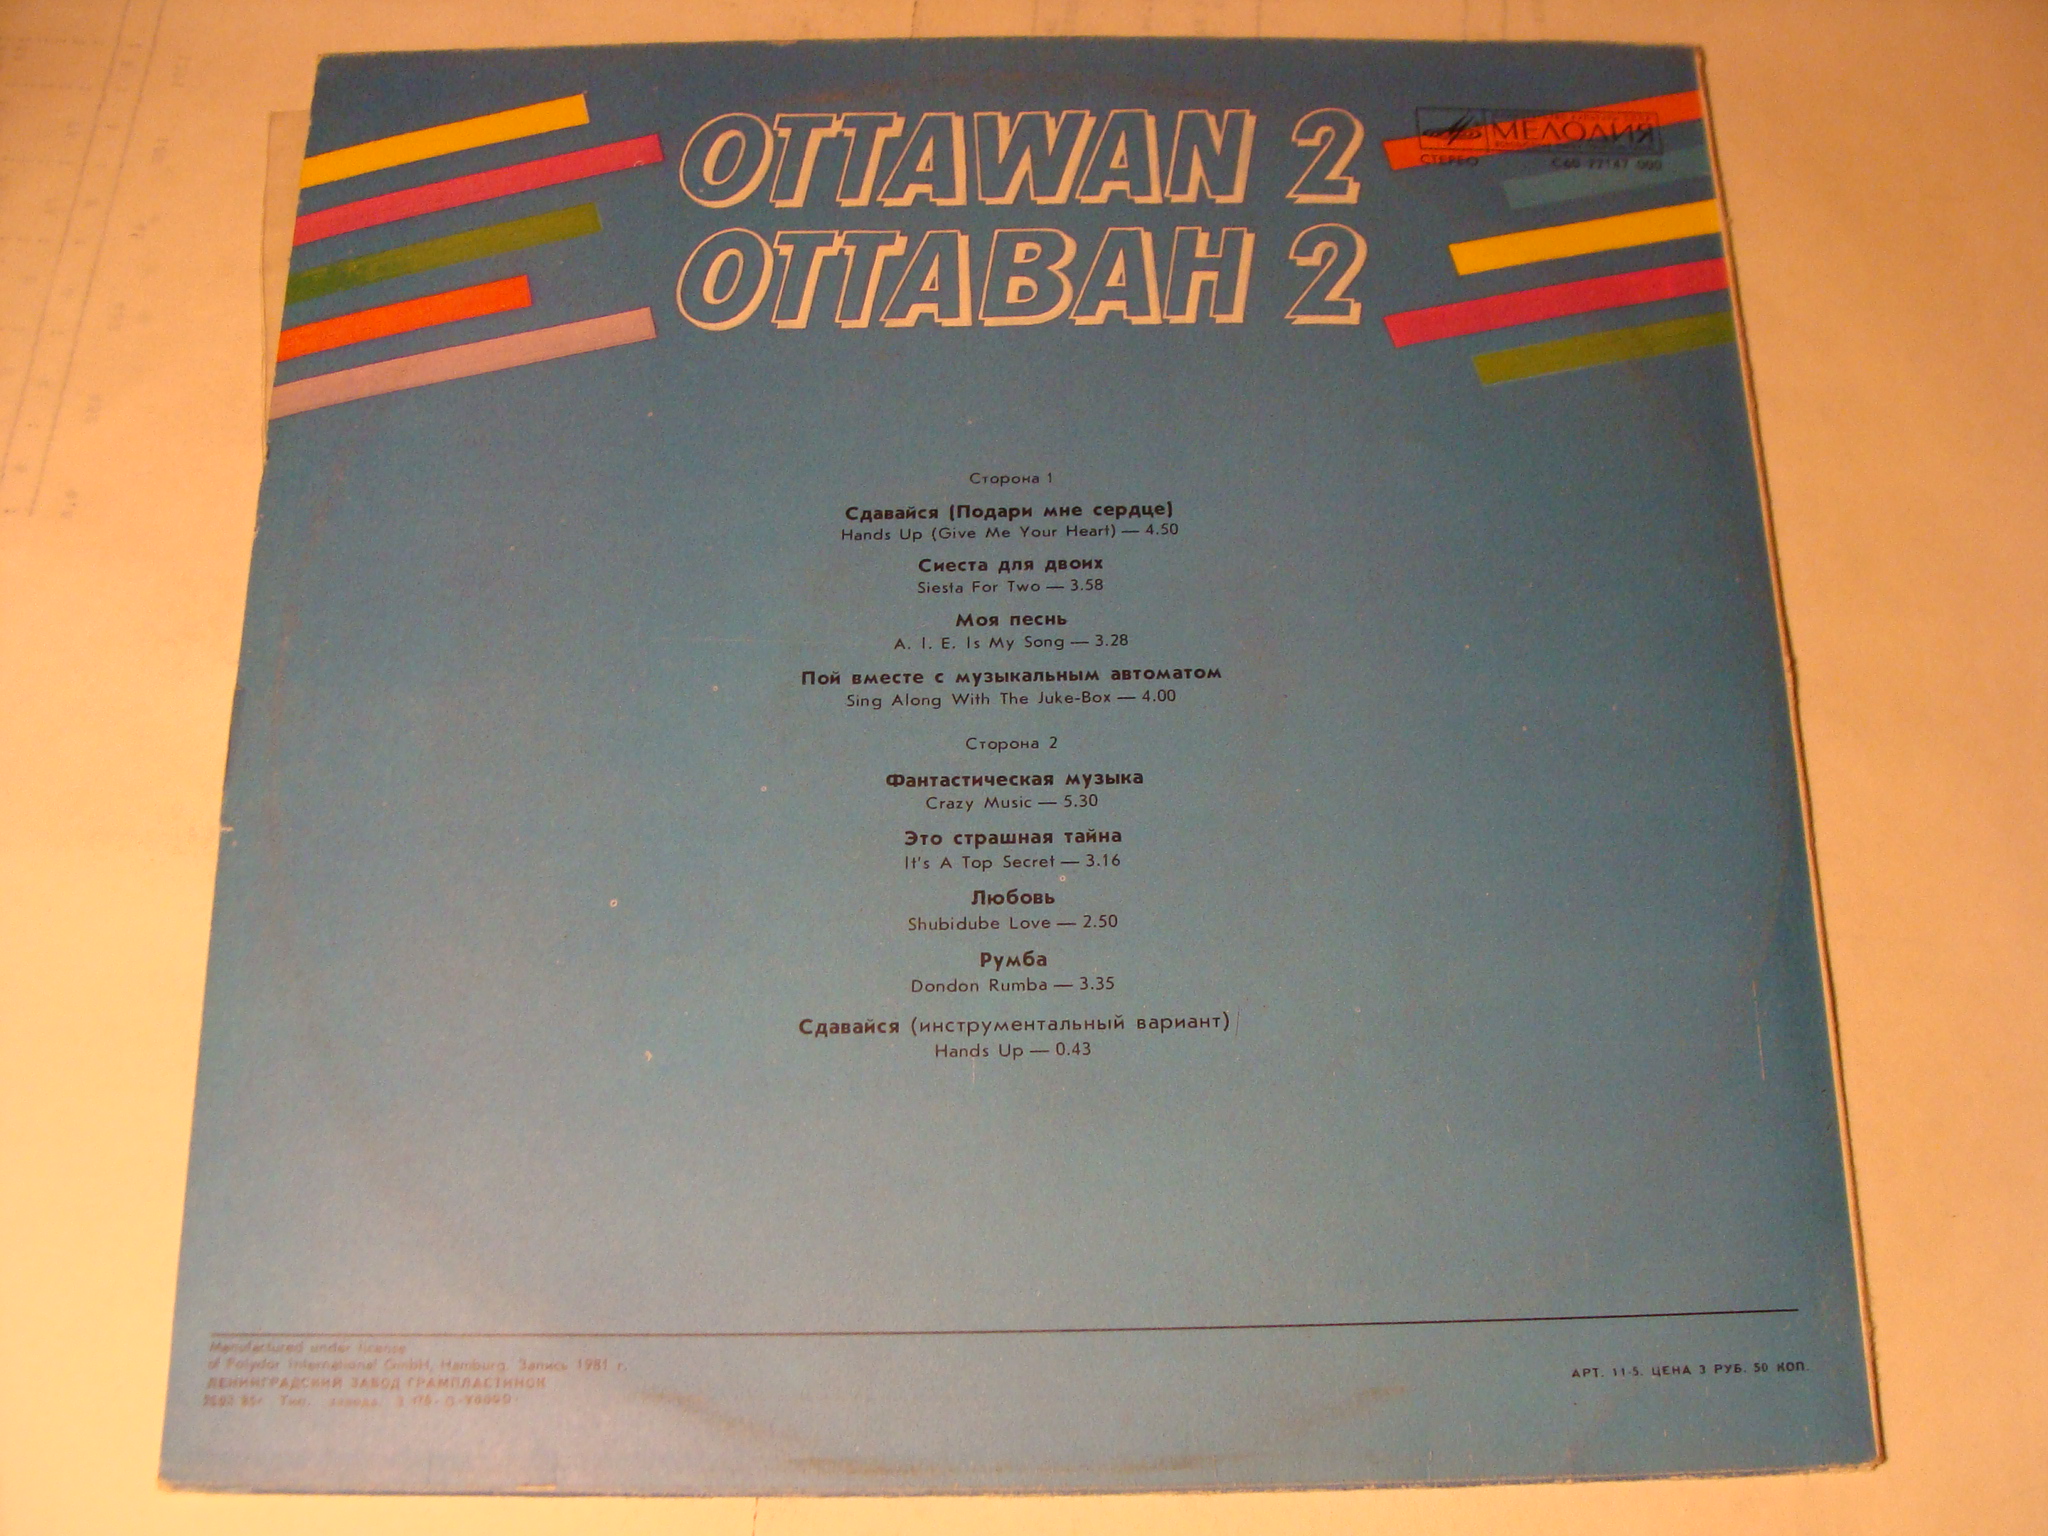 OTTAWAN 2
ОТТАВАН 2
МЕЛОДИЯ
СТЕРЕО
Сторона 1
Сдавайся (Подари мне сердце)
Hands Up (Give Me Your Heart) — 4.50
Сиеста для двоих
Siesta For Two — 3.58
Моя песнь
A. I. E. Is My Song — 3.28
Пой вместе с музыкальным автоматом
Sing Along With The Juke-Box — 4.00
Сторона 2
Фантастическая музыка
Crazy Music — 5.30
Это страшная тайна
It's A Top Secret — 3.16
Любовь
Shubidube Love — 2.50
Румба
Dondon Rumba — 3.35
Сдавайся (инструментальный вариант)
Hands Up — 0.43
Manufactured under license
of Polydor International GmbH, Hamburg. Запись 1981 г.
ЛЕНИНГРАДСКИЙ ЗАВОД ГРАМПЛАСТИНОК
АРТ. 11-5. ЦЕНА 3 РУБ. 50 КОП.